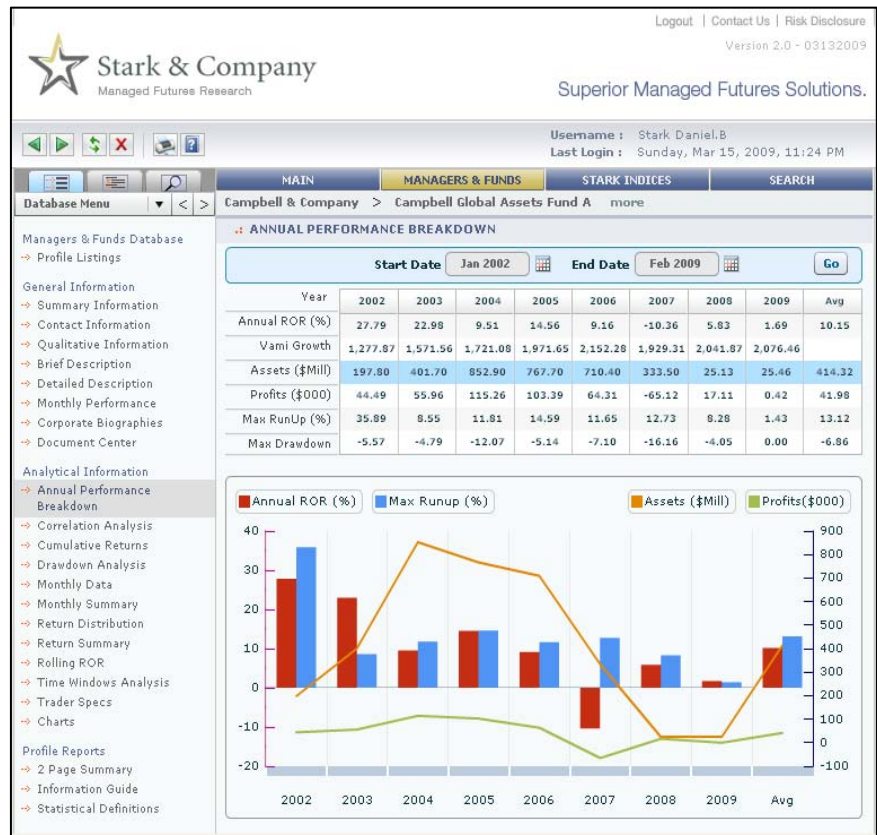 Logout | Contact Us | Risk Disclosure
Version 2.0 - 03132009
Stark & Company
Managed Futures Research
Superior Managed Futures Solutions.
Username : Stark Daniel.B
Last Login : Sunday, Mar 15, 2009, 11:24 PM
MAIN MANAGERS & FUNDS STARK INDICES SEARCH
Database Menu < >
Campbell & Company > Campbell Global Assets Fund A more
Managers & Funds Database
Profile Listings
General Information
Summary Information
Contact Information
Qualitative Information
Brief Description
Detailed Description
Monthly Performance
Corporate Biographies
Document Center
Analytical Information
Annual Performance
Breakdown
Correlation Analysis
Cumulative Returns
Drawdown Analysis
Monthly Data
Monthly Summary
Return Distribution
Return Summary
Rolling ROR
Time Windows Analysis
Trader Specs
Charts
Profile Reports
2 Page Summary
Information Guide
Statistical Definitions
.: ANNUAL PERFORMANCE BREAKDOWN
Start Date Jan 2002 End Date Feb 2009 Go
Year 2002 2003 2004 2005 2006 2007 2008 2009 Avg
Annual ROR (%) 27.79 22.98 9.51 14.56 9.16 -10.36 5.83 1.69 10.15
Vami Growth 1,277.87 1,571.56 1,721.08 1,971.65 2,152.28 1,929.31 2,041.87 2,076.46
Assets ($Mill) 197.80 401.70 852.90 767.70 710.40 333.50 25.13 25.46 414.32
Profits ($000) 44.49 55.96 115.26 103.39 64.31 -65.12 17.11 0.42 41.98
Max RunUp (%) 35.89 8.55 11.81 14.59 11.65 12.73 8.28 1.43 13.12
Max Drawdown -5.57 -4.79 -12.07 -5.14 -7.10 -16.16 -4.05 0.00 -6.86
Annual ROR (%) Max Runup (%) Assets ($Mill) Profits($000)
40 900
800
30 700
600
20 500
10 400
300
0 200
-10 100
0
-20 -100
2002 2003 2004 2005 2006 2007 2008 2009 Avg